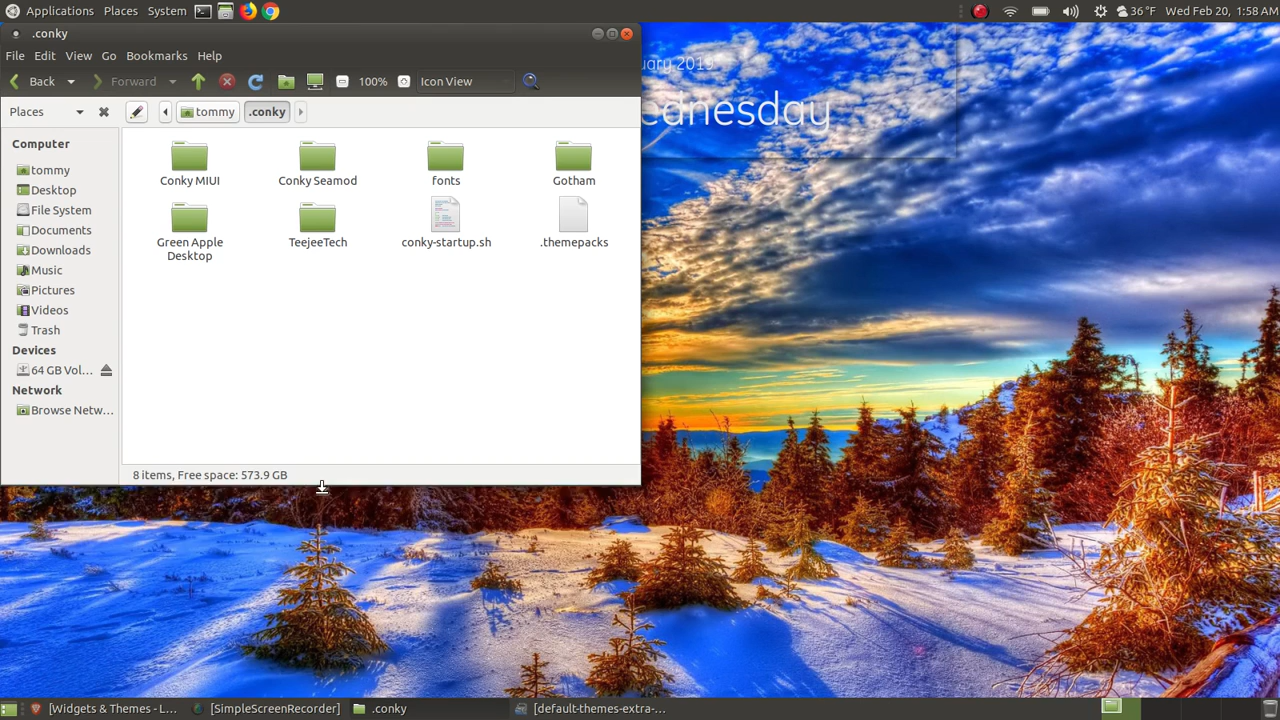 Applications Places System 36 °F Wed Feb 20, 1:58 AM
.conky
File Edit View Go Bookmarks Help
Back Forward 100% Icon View
Places tommy .conky
Computer
tommy
Desktop
File System
Documents
Downloads
Music
Pictures
Videos
Trash
Devices
64 GB Vol...
Network
Browse Netw...
Conky MIUI Conky Seamod fonts Gotham
Green Apple Desktop TeejeeTech conky-startup.sh .themepacks
8 items, Free space: 573.9 GB
uary 2019
ednesday
[Widgets & Themes - L... [SimpleScreenRecorder] .conky [default-themes-extra-...